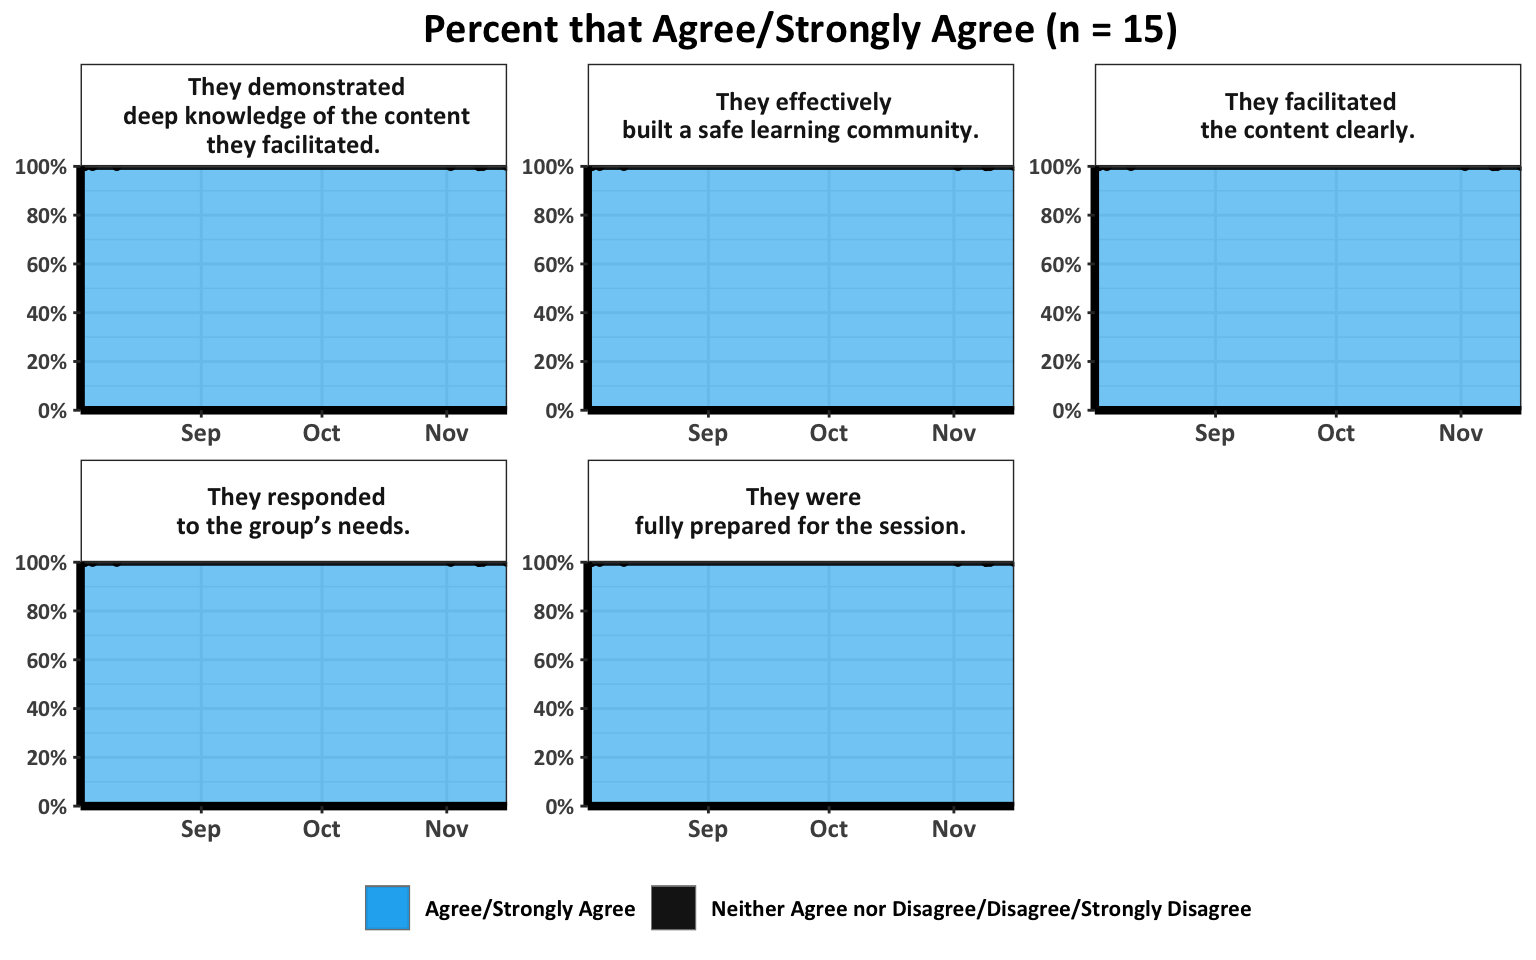 Percent that Agree/Strongly Agree (n = 15)
They demonstrated
deep knowledge of the content
they facilitated.
100%
80%
60%
40%
20%
0%
Sep Oct Nov
They effectively
built a safe learning community.
100%
80%
60%
40%
20%
0%
Sep Oct Nov
They facilitated
the content clearly.
100%
80%
60%
40%
20%
0%
Sep Oct Nov
They responded
to the group’s needs.
100%
80%
60%
40%
20%
0%
Sep Oct Nov
They were
fully prepared for the session.
100%
80%
60%
40%
20%
0%
Sep Oct Nov
Agree/Strongly Agree Neither Agree nor Disagree/Disagree/Strongly Disagree